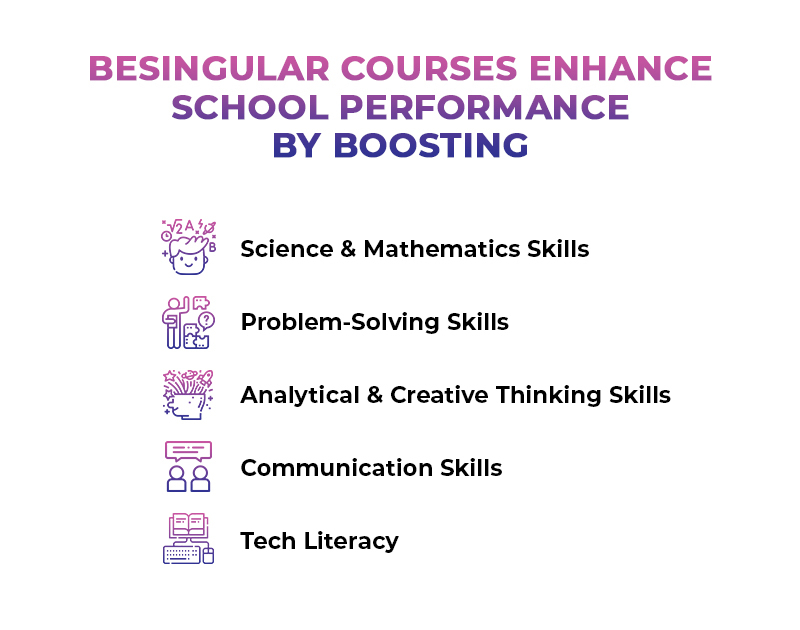 BESINGULAR COURSES ENHANCE
SCHOOL PERFORMANCE
BY BOOSTING
Science & Mathematics Skills
Problem-Solving Skills
Analytical & Creative Thinking Skills
Communication Skills
Tech Literacy